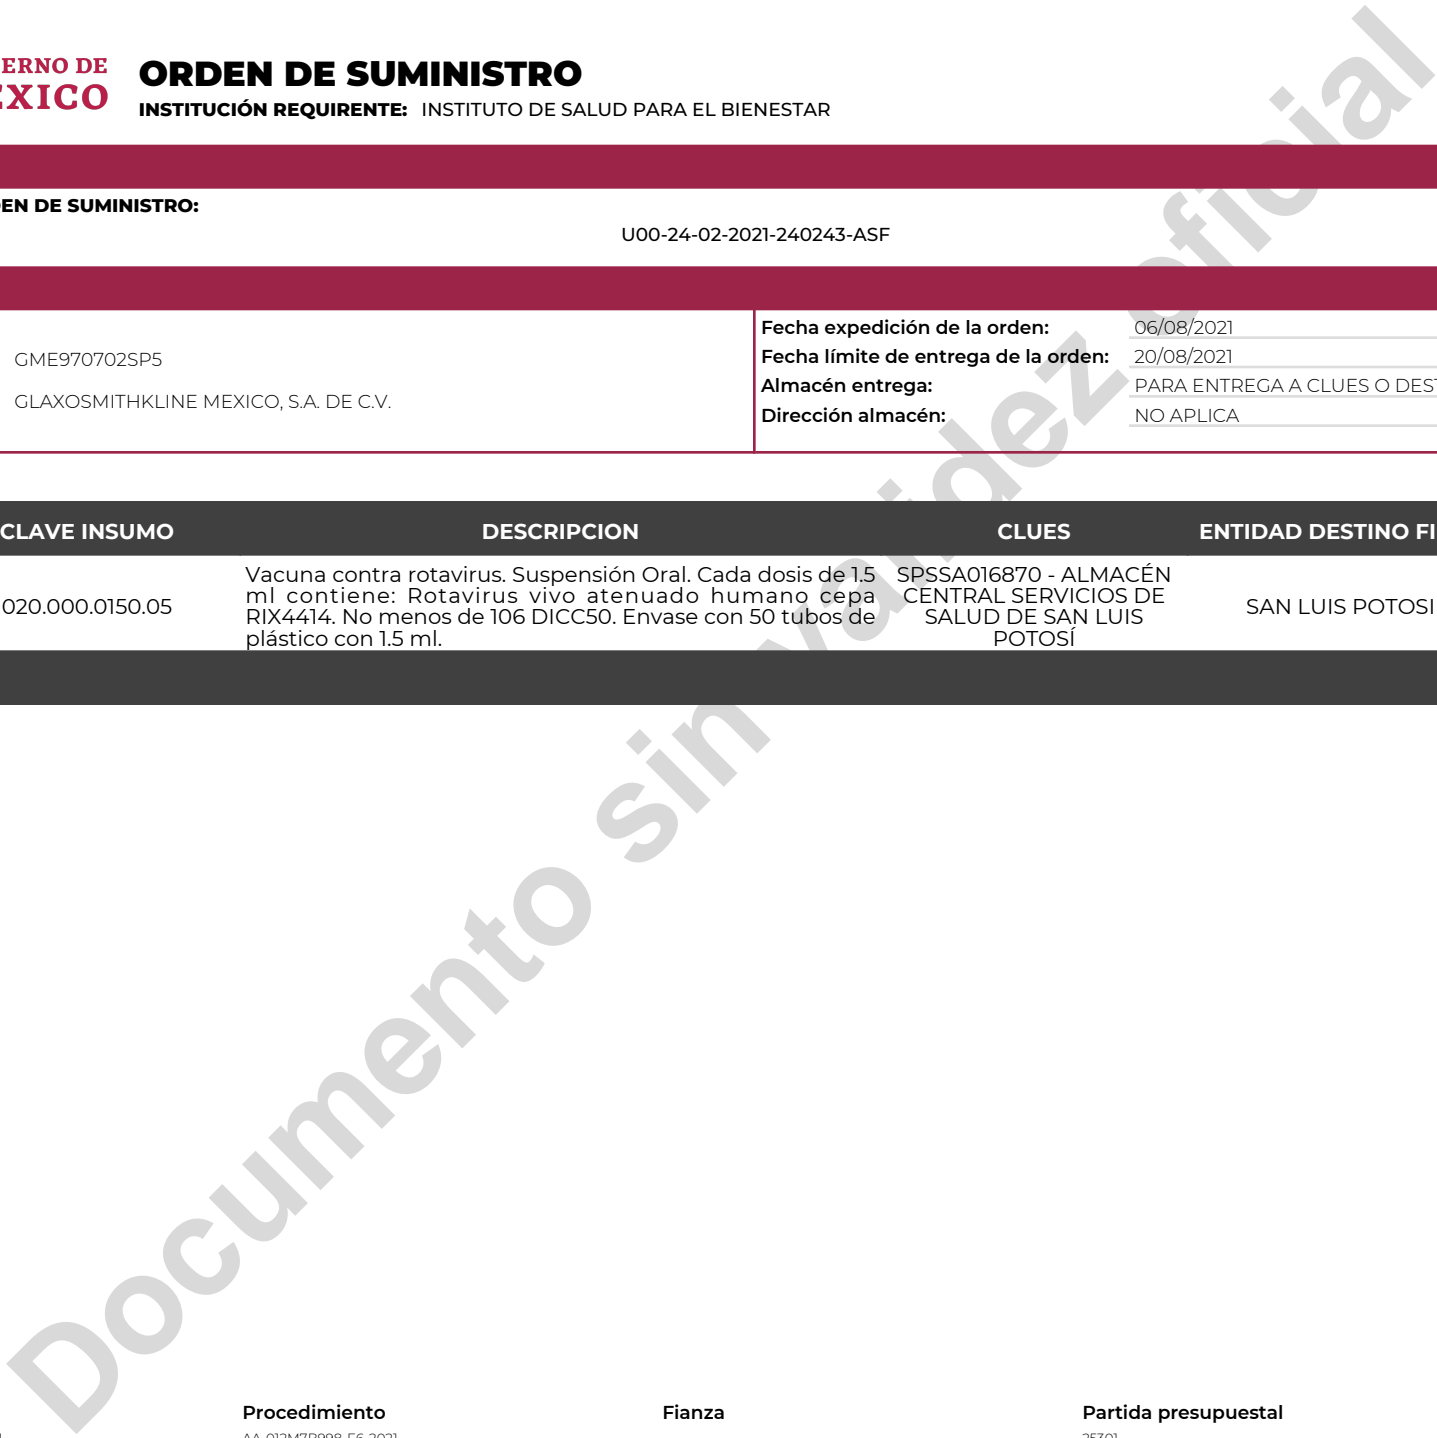 ERNO DE
EXICO
ORDEN DE SUMINISTRO
INSTITUCIÓN REQUIRENTE: INSTITUTO DE SALUD PARA EL BIENESTAR
EN DE SUMINISTRO:
U00-24-02-2021-240243-ASF
GME970702SP5
GLAXOSMITHKLINE MEXICO, S.A. DE C.V.
Fecha expedición de la orden: 06/08/2021
Fecha límite de entrega de la orden: 20/08/2021
Almacén entrega: PARA ENTREGA A CLUES O DEST
Dirección almacén: NO APLICA
CLAVE INSUMO DESCRIPCION CLUES ENTIDAD DESTINO FI
020.000.0150.05
Vacuna contra rotavirus. Suspensión Oral. Cada dosis de 1.5
ml contiene: Rotavirus vivo atenuado humano cepa
RIX4414. No menos de 106 DICC50. Envase con 50 tubos de
plástico con 1.5 ml.
SPSSA016870 - ALMACÉN
CENTRAL SERVICIOS DE
SALUD DE SAN LUIS
POTOSÍ
SAN LUIS POTOSI
Documento sin validez oficial
Procedimiento Fianza Partida presupuestal